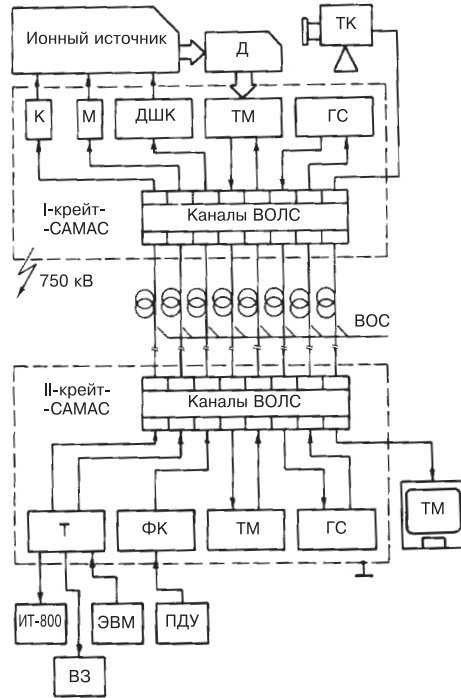 Ионный источник
Д
ТК
К
М
ДШК
ТМ
ГС
I-крейт-
-САМАС
Каналы ВОЛС
750 кВ
ВОС
II-крейт-
-САМАС
Каналы ВОЛС
Т
ФК
ТМ
ГС
ТМ
ИТ-800
ЭВМ
ПДУ
ВЗ